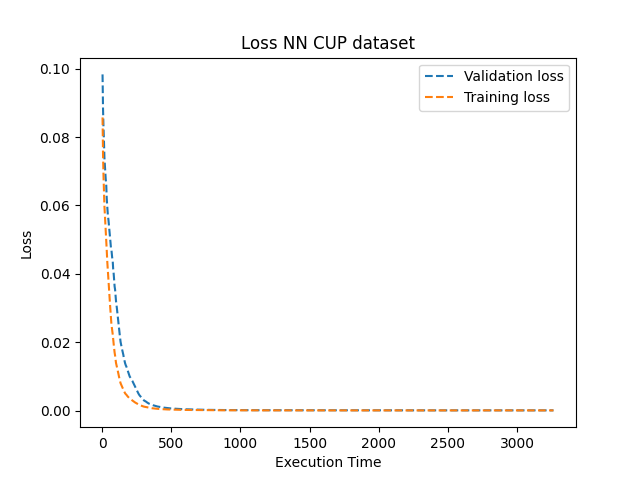 Loss NN CUP dataset
Validation loss
Training loss
0.10
0.08
0.06
0.04
0.02
0.00
Loss
0
500
1000
1500
2000
2500
3000
Execution Time